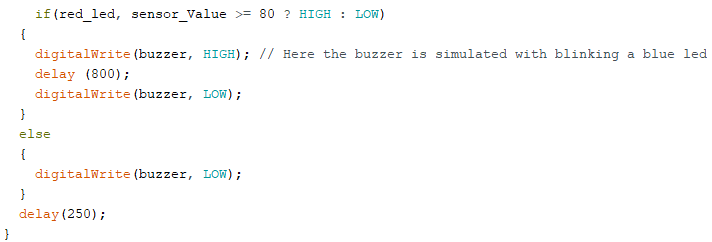 if(red_led, sensor_Value >= 80 ? HIGH : LOW)
{
digitalWrite(buzzer, HIGH); // Here the buzzer is simulated with blinking a blue led
delay (800);
digitalWrite(buzzer, LOW);
}
else
{
digitalWrite(buzzer, LOW);
}
delay(250);
}